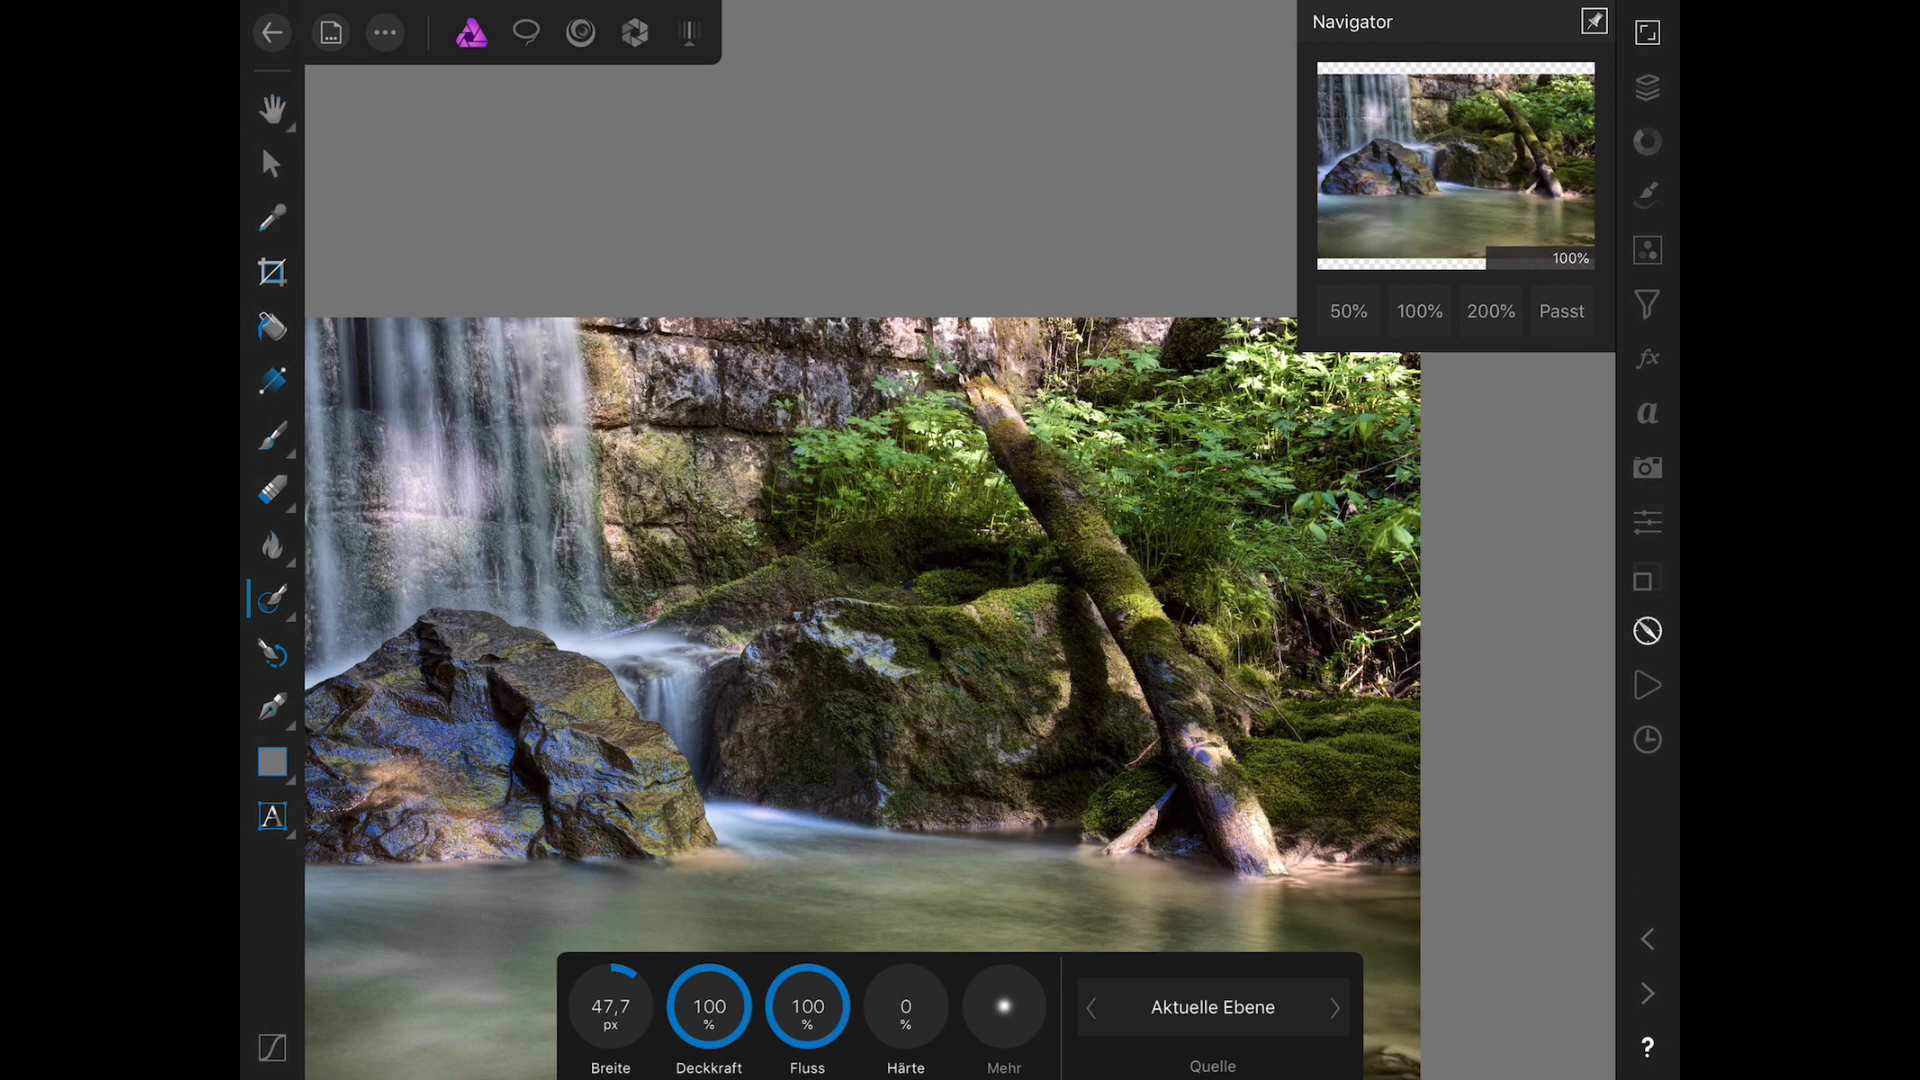 Navigator
100%
50% 100% 200% Passt
fx
a
A
47,7 px
100 %
100 %
0 %
Breite Deckkraft Fluss Härte Mehr
Aktuelle Ebene
Quelle
?